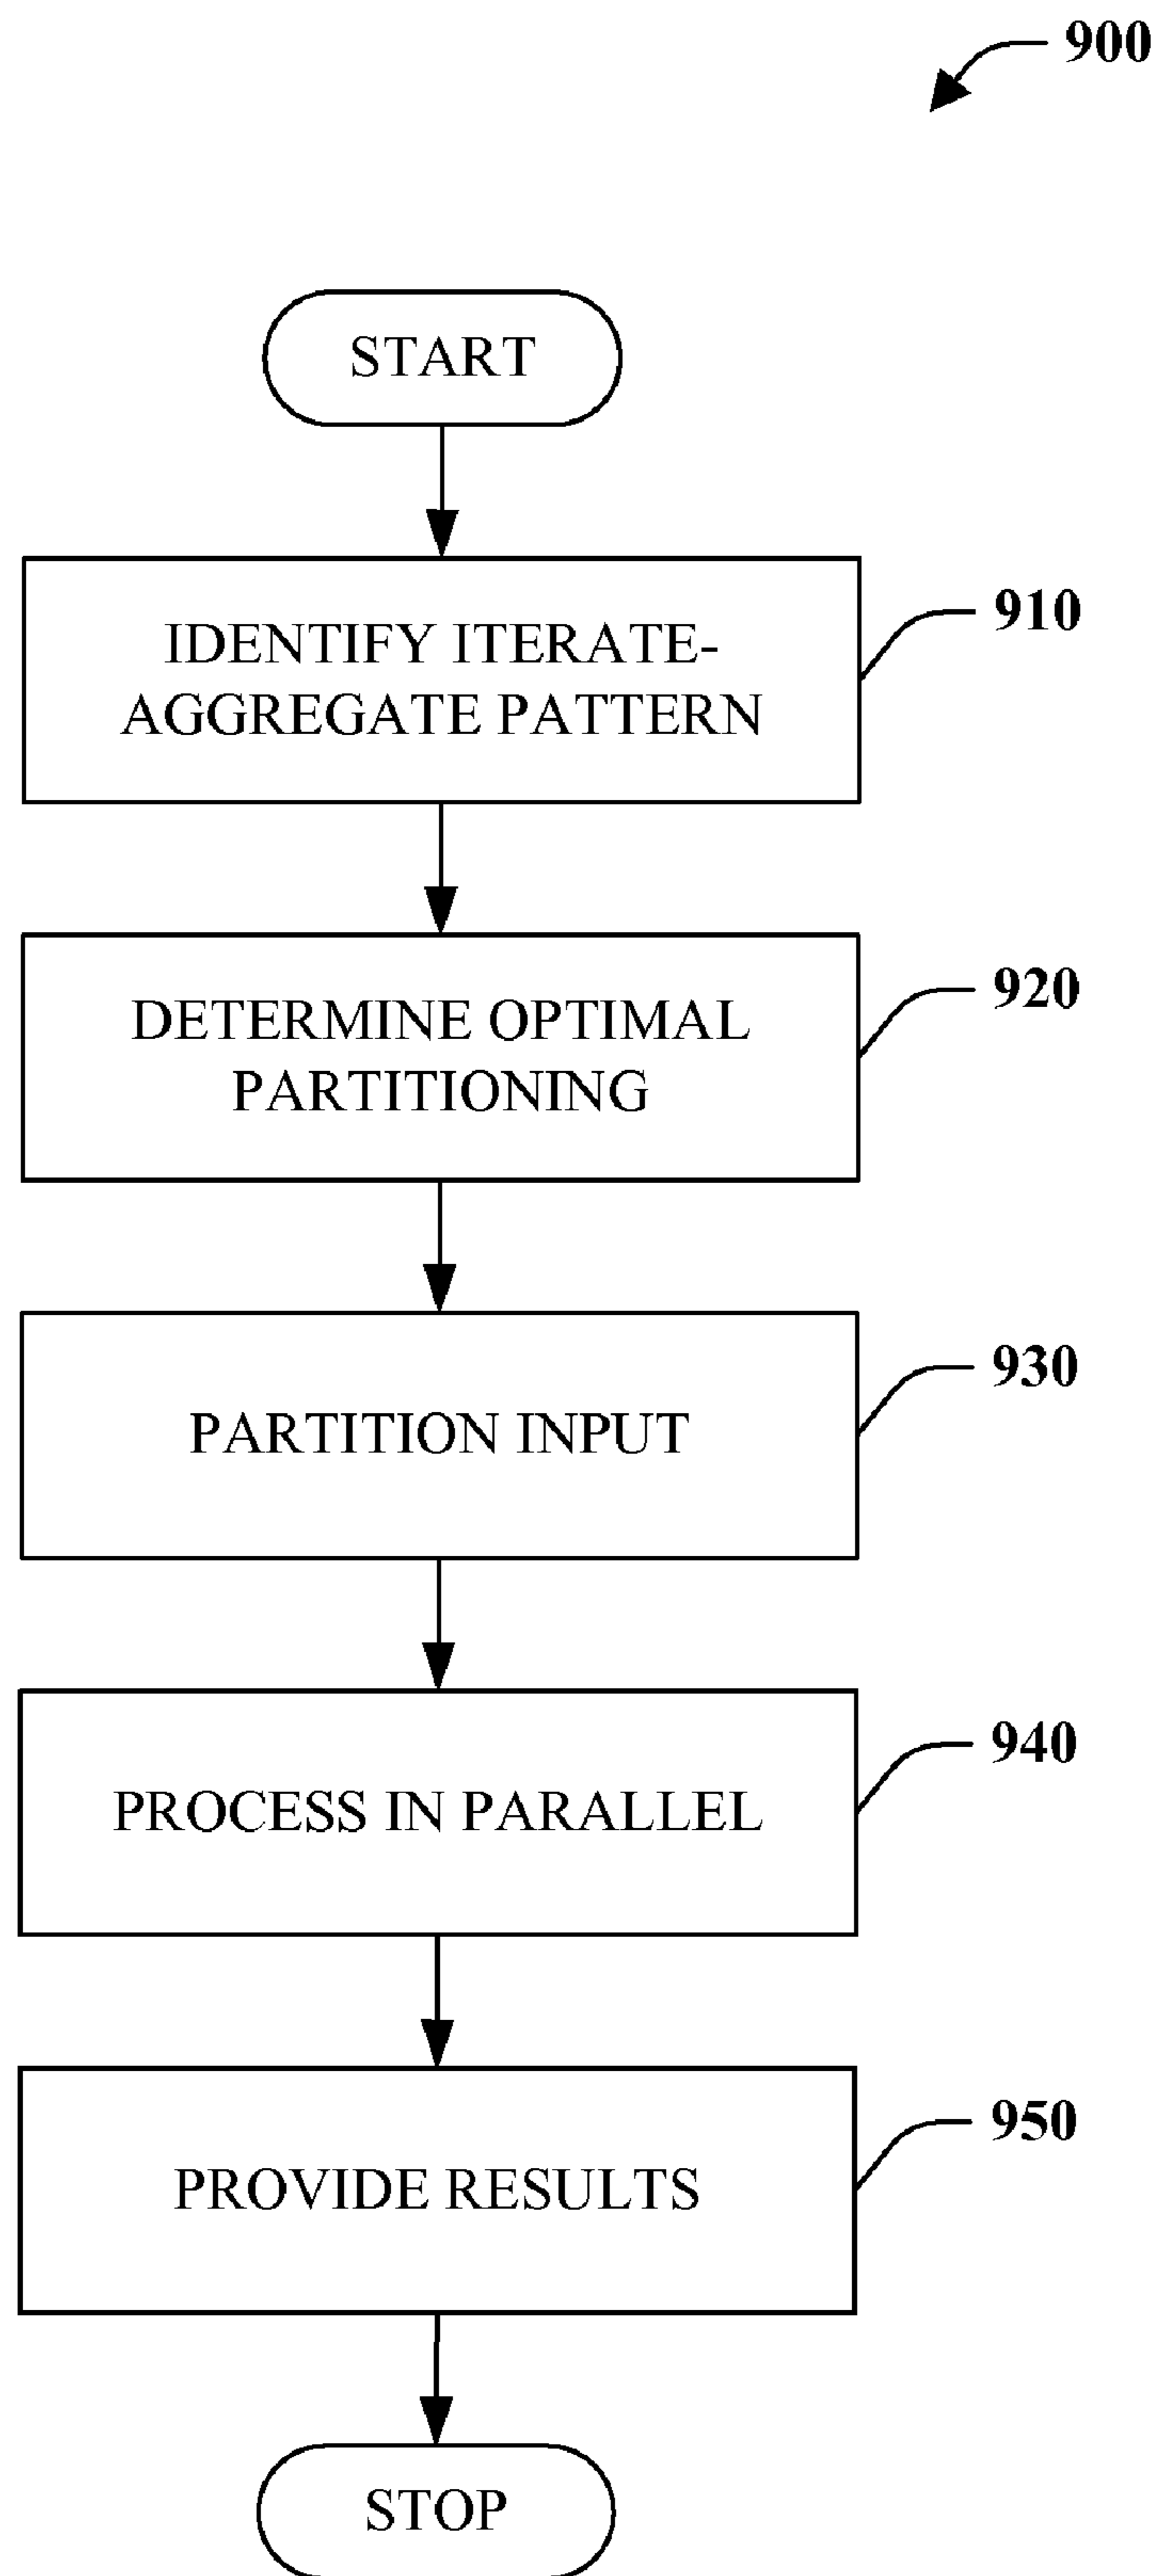 900
START
IDENTIFY ITERATE-
AGGREGATE PATTERN
910
DETERMINE OPTIMAL
PARTITIONING
920
PARTITION INPUT
930
PROCESS IN PARALLEL
940
PROVIDE RESULTS
950
STOP